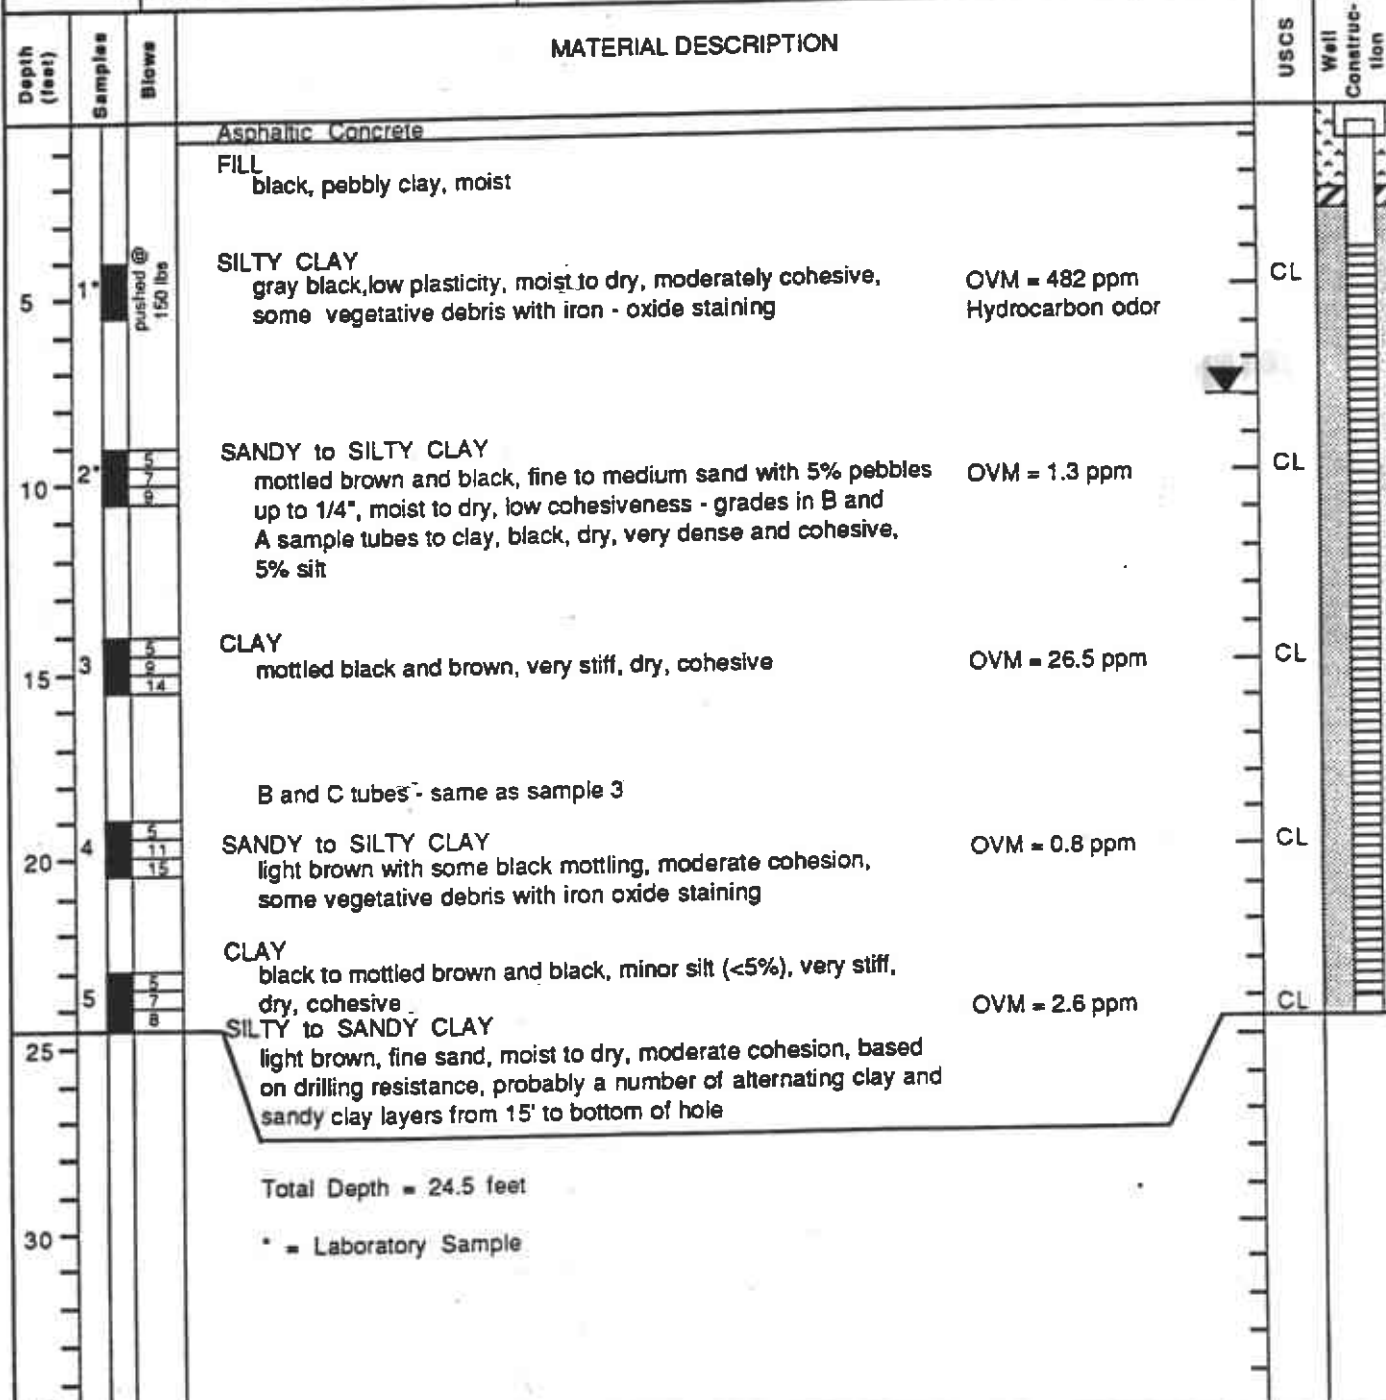 Depth
(feet)
Samples
Blows
MATERIAL DESCRIPTION
USCS
Well
Construc-
tion
Asphaltic Concrete
FILL
black, pebbly clay, moist
SILTY CLAY
gray black, low plasticity, moist to dry, moderately cohesive,
some vegetative debris with iron - oxide staining
OVM = 482 ppm
Hydrocarbon odor
CL
5
1*
pushed @
150 lbs
SANDY to SILTY CLAY
mottled brown and black, fine to medium sand with 5% pebbles
up to 1/4", moist to dry, low cohesiveness - grades in B and
A sample tubes to clay, black, dry, very dense and cohesive,
5% silt
OVM = 1.3 ppm
CL
10
2*
5
7
9
CLAY
mottled black and brown, very stiff, dry, cohesive
OVM = 26.5 ppm
CL
15
3
5
9
14
B and C tubes - same as sample 3
SANDY to SILTY CLAY
light brown with some black mottling, moderate cohesion,
some vegetative debris with iron oxide staining
OVM = 0.8 ppm
CL
20
4
5
11
15
CLAY
black to mottled brown and black, minor silt (<5%), very stiff,
dry, cohesive
OVM = 2.6 ppm
CL
5
5
7
8
SILTY to SANDY CLAY
light brown, fine sand, moist to dry, moderate cohesion, based
on drilling resistance, probably a number of alternating clay and
sandy clay layers from 15' to bottom of hole
25
Total Depth = 24.5 feet
* = Laboratory Sample
30